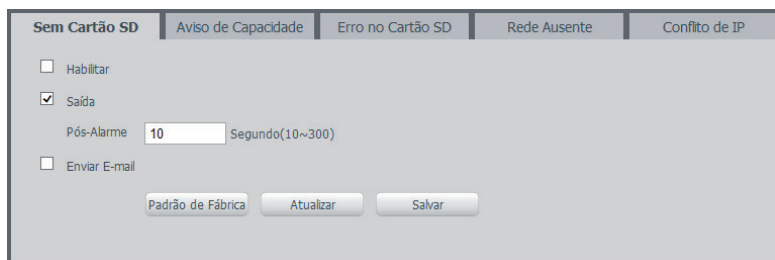 Sem Cartão SD Aviso de Capacidade Erro no Cartão SD Rede Ausente Conflito de IP
Habilitar
Saída
Pós-Alarme 10 Segundo(10~300)
Enviar E-mail
Padrão de Fábrica Atualizar Salvar